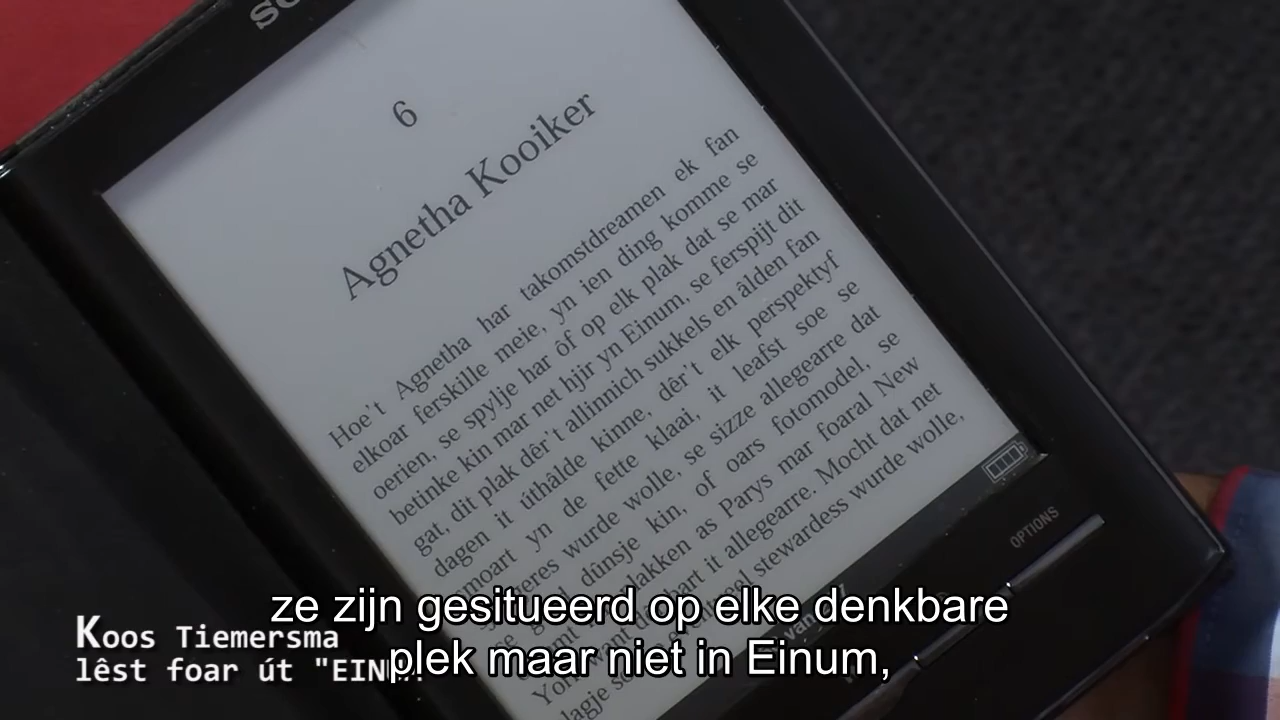 6
Agnetha Kooiker
Hoe't Agnetha har takomstdreamen ek fan
elkoar ferskille meie, yn ien ding komme se
oerien, se spylje har ôf op elk plak dat se mar
betinke kin mar net hjir yn Einum, se ferspijt dit
gat, dit plak dêr't allinnich sukkels en âlden fan
dagen it úthâlde kinne, dêr't elk perspektyf
smoart yn de fette klaai, it leafst soe se
wurde wolle, se sizze allegearre dat
dûnsje kin, of oars fotomodel, se
plakken as Parys mar foaral New
want it allegearre. Mocht dat net
lagje stewardess wurde wolle,
OPTIONS
ze zijn gesitueerd op elke denkbare
plek maar niet in Einum,
Koos Tiemersma
lêst foar út